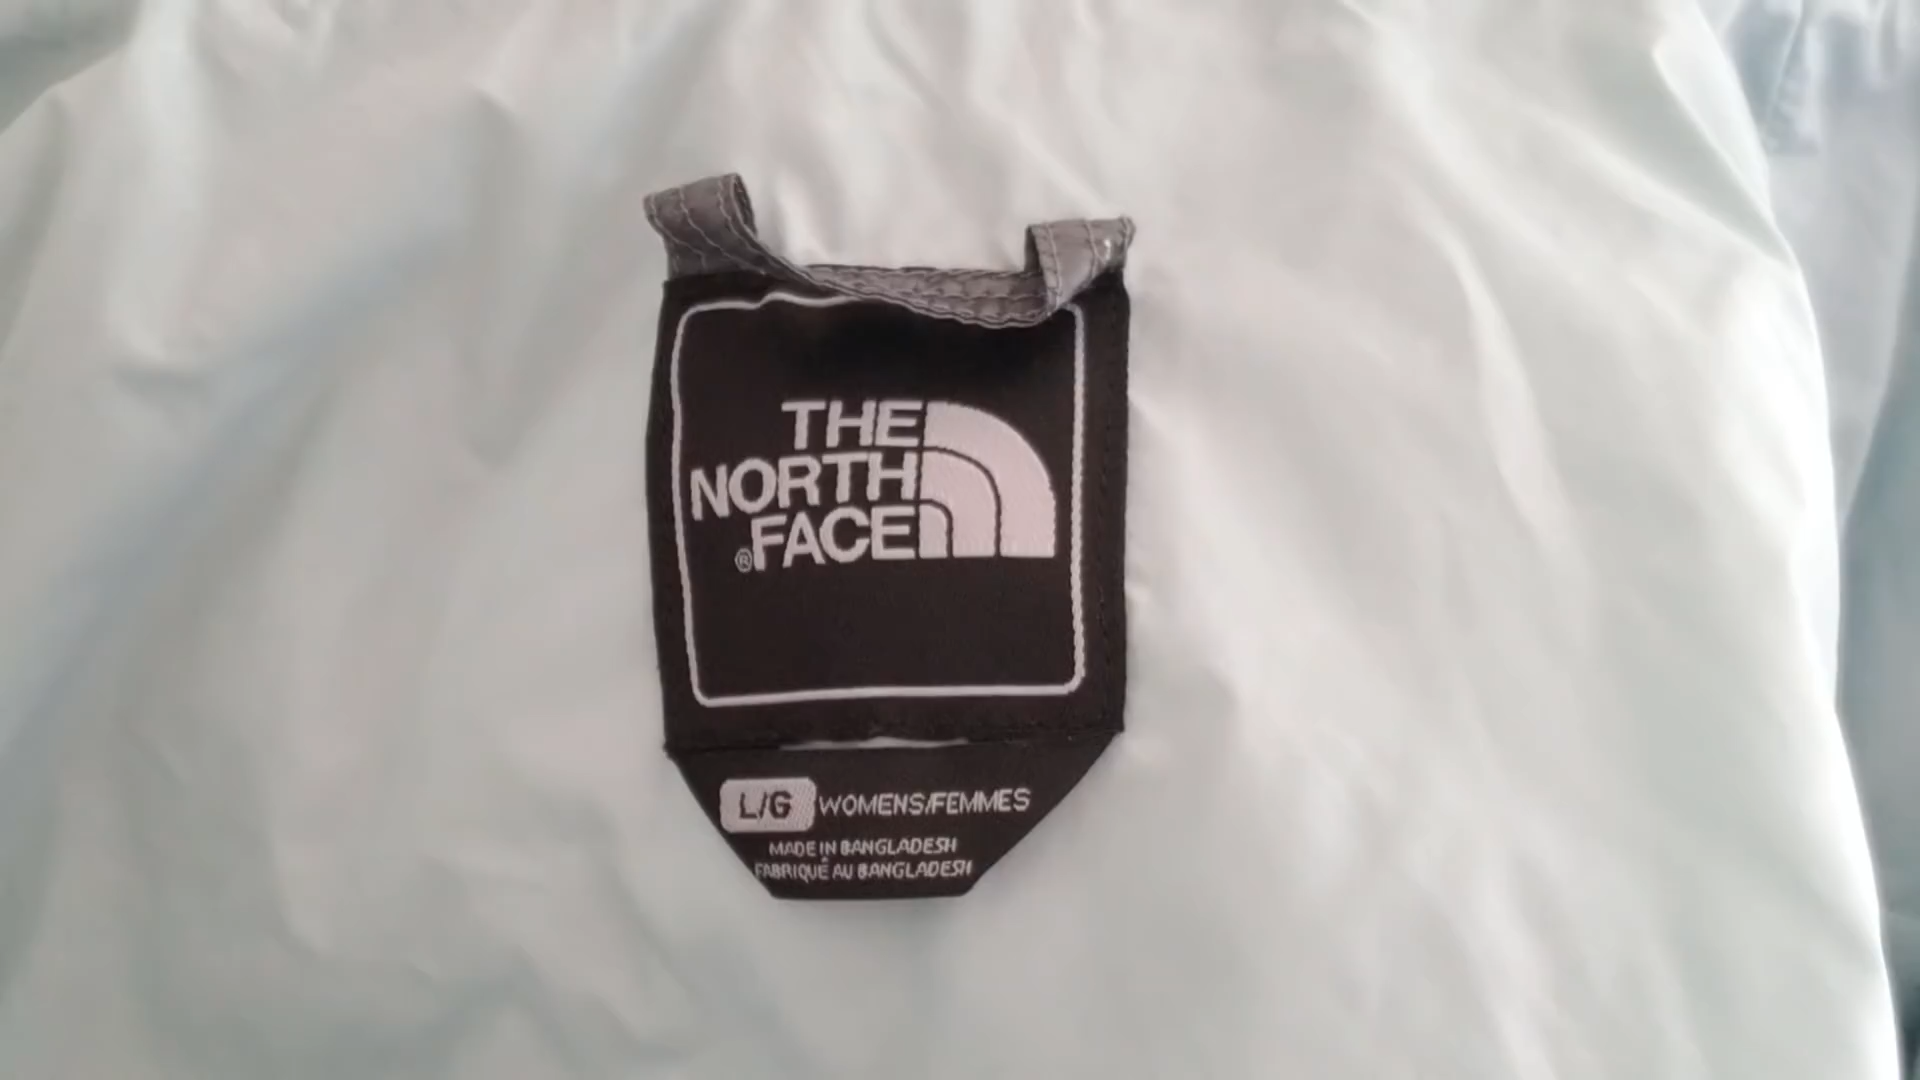 THE
NORTH
FACE
®
L/G WOMENS/FEMMES
MADE IN BANGLADESH
FABRIQUÉ AU BANGLADESH